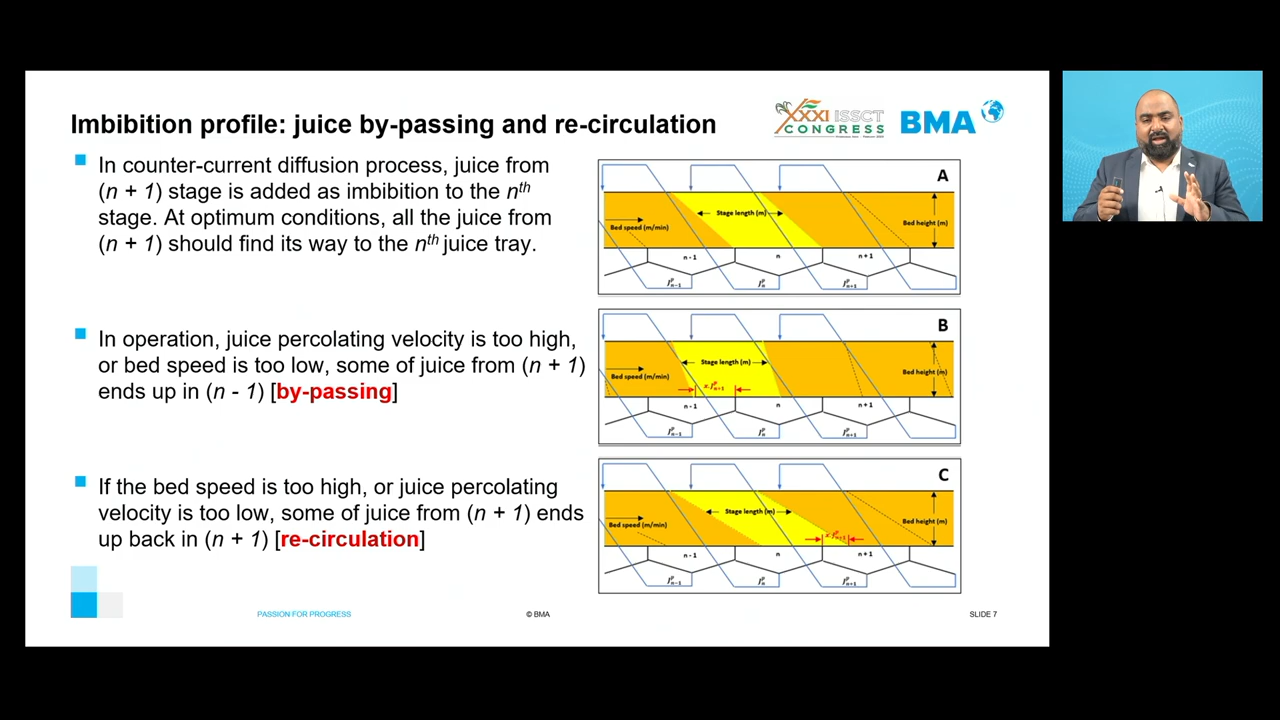 Imbibition profile: juice by-passing and re-circulation
XXXI ISSCT
CONGRESS
BMA
In counter-current diffusion process, juice from
(n + 1) stage is added as imbibition to the nth
stage. At optimum conditions, all the juice from
(n + 1) should find its way to the nth juice tray.
In operation, juice percolating velocity is too high,
or bed speed is too low, some of juice from (n + 1)
ends up in (n - 1) [by-passing]
If the bed speed is too high, or juice percolating
velocity is too low, some of juice from (n + 1) ends
up back in (n + 1) [re-circulation]
A
Stage length (m)
Bed speed (m/min)
Bed height (m)
n - 1
n
n + 1
B
Stage length (m)
Bed speed (m/min)
Bed height (m)
n - 1
n
n + 1
C
Stage length (m)
Bed speed (m/min)
Bed height (m)
n - 1
n
n + 1
PASSION FOR PROGRESS
© BMA
SLIDE 7